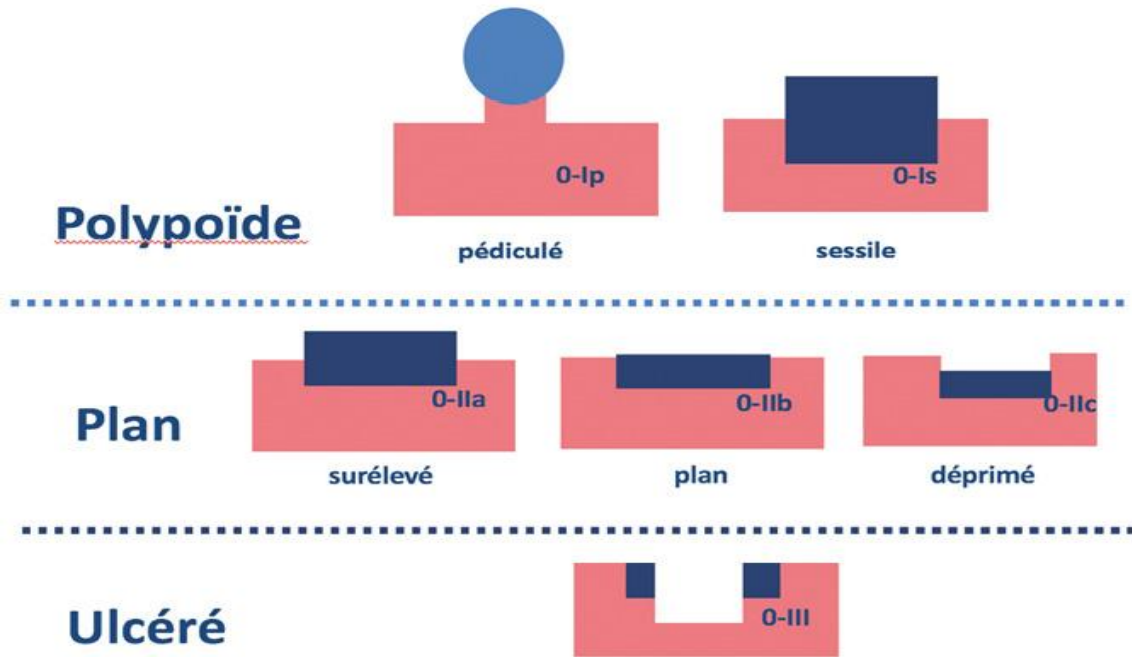 0-Ip
0-Is
Polypoïde
pédiculé
sessile
0-IIa
0-IIb
0-IIc
Plan
surélevé
plan
déprimé
0-III
Ulcéré